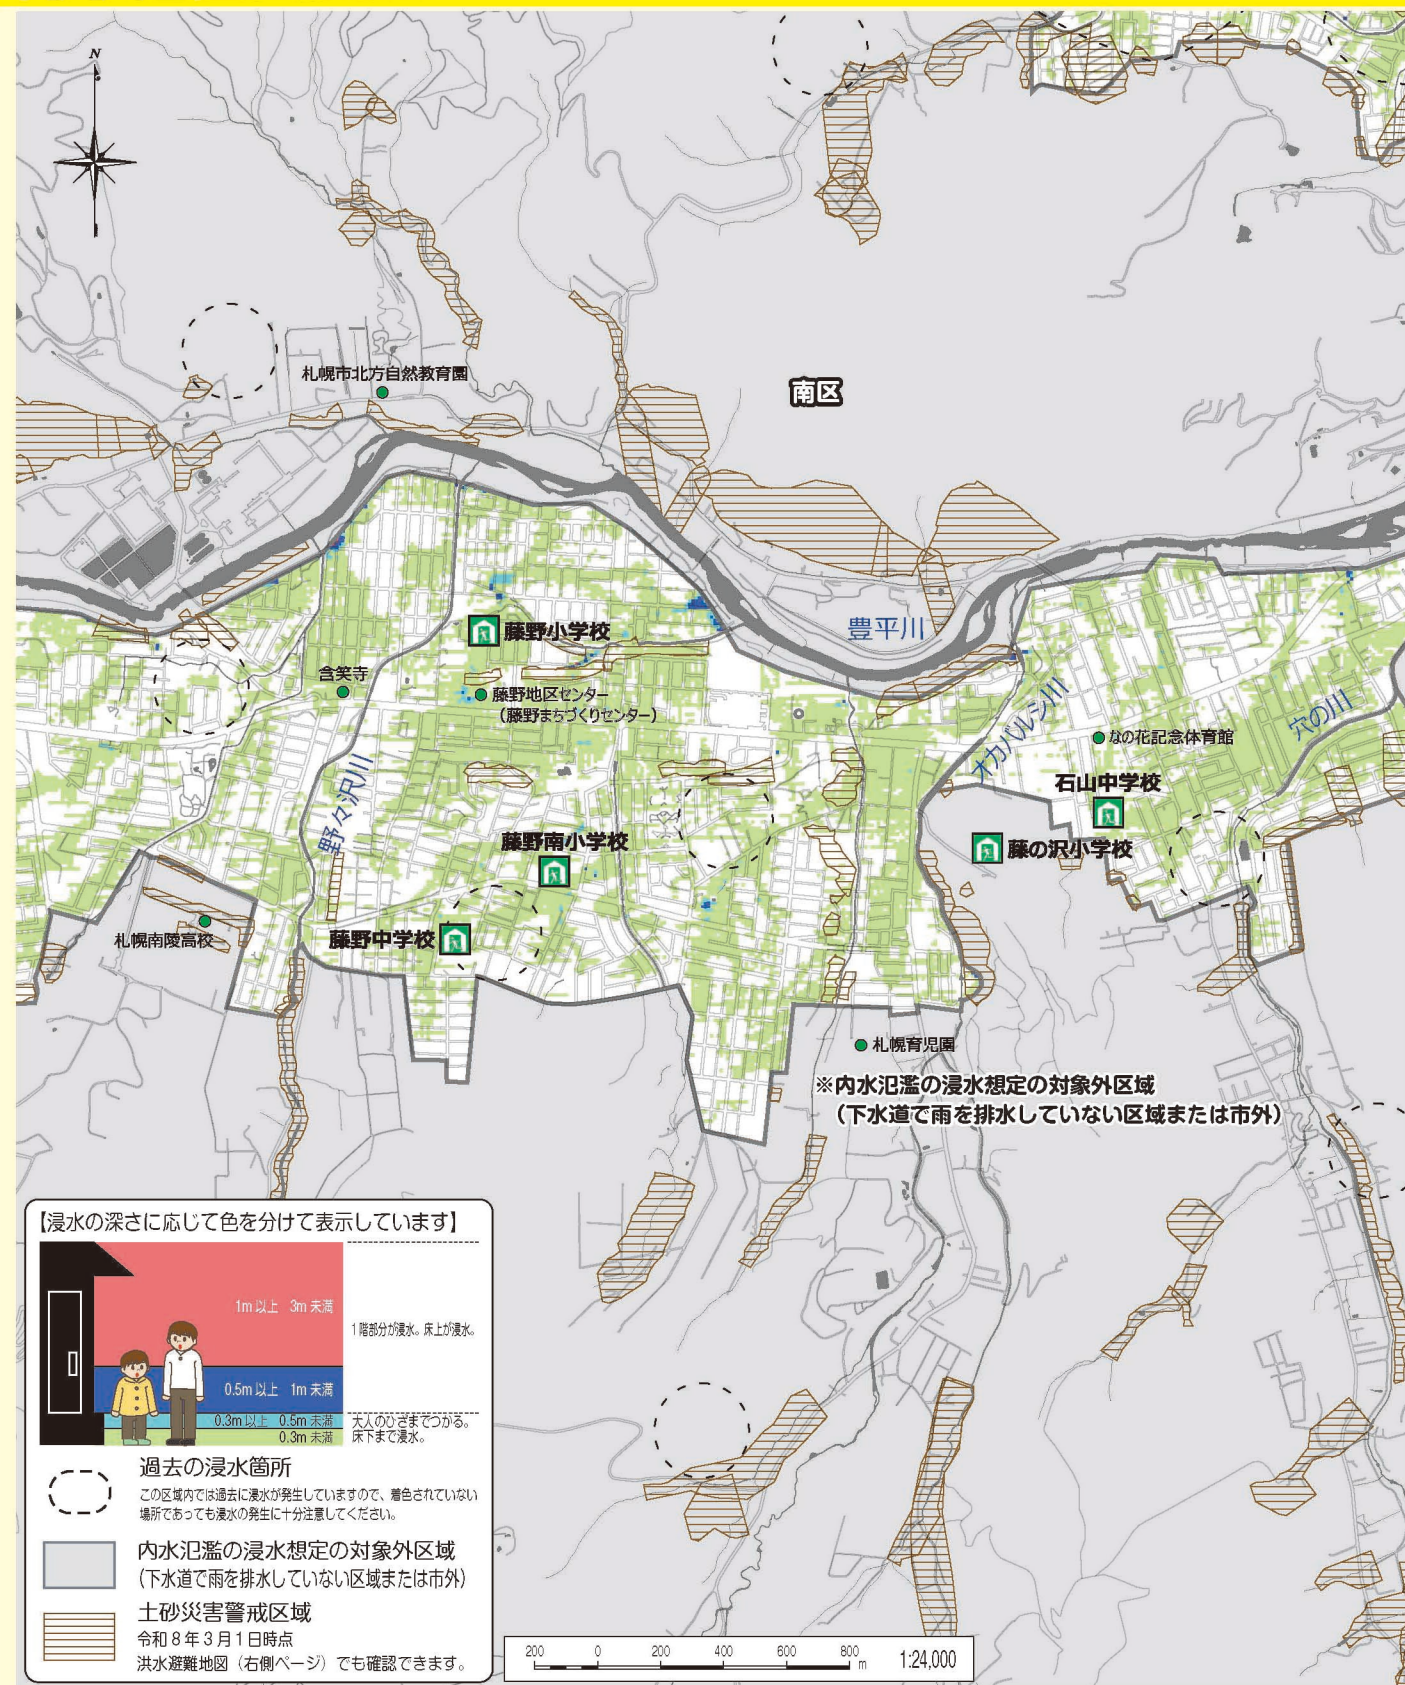 N
南区
札幌市北方自然教育園
豊平川
藤野小学校
含笑寺
藤野地区センター
(藤野まちづくりセンター)
オカバルシ川
穴の川
なの花記念体育館
石山中学校
野々沢川
藤野南小学校
藤の沢小学校
札幌南陵高校
藤野中学校
札幌育児園
※内水氾濫の浸水想定の対象外区域
(下水道で雨を排水していない区域または市外)
【浸水の深さに応じて色を分けて表示しています】
1m 以上 3m 未満
1階部分が浸水。床上が浸水。
0.5m 以上 1m 未満
0.3m 以上 0.5m 未満
大人のひざまでつかる。
0.3m 未満
床下まで浸水。
過去の浸水箇所
この区域内では過去に浸水が発生していますので、着色されていない
場所であっても浸水の発生に十分注意してください。
内水氾濫の浸水想定の対象外区域
(下水道で雨を排水していない区域または市外)
土砂災害警戒区域
令和8年3月1日時点
洪水避難地図（右側ページ）でも確認できます。
200 0 200 400 600 800 m 1:24,000